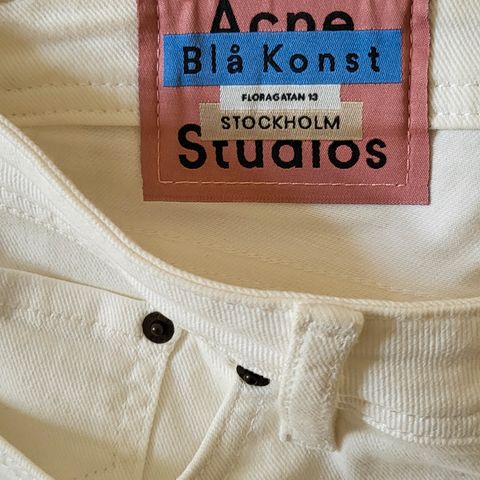 Acne
Blå Konst
FLORAGATAN 13
STOCKHOLM
Studios